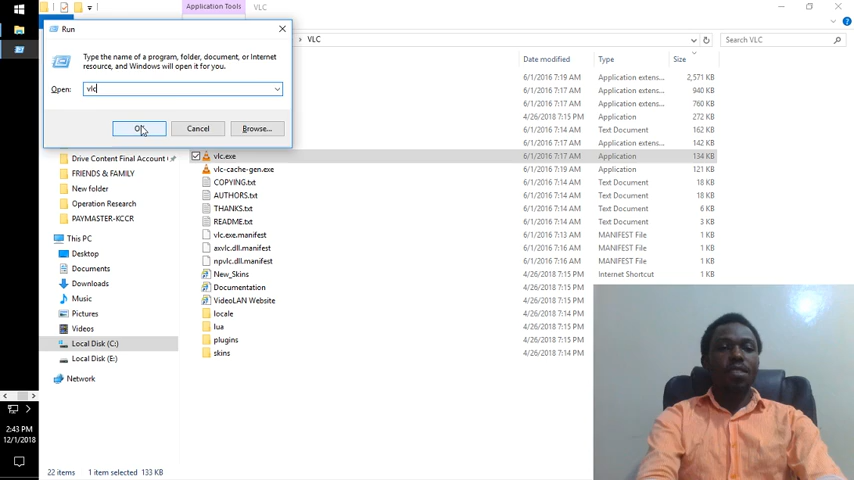 Application Tools
VLC
Run
Type the name of a program, folder, document, or Internet
resource, and Windows will open it for you.
Open:
vlc
OK
Cancel
Browse...
VLC
Search VLC
Date modified
Type
Size
6/1/2016 7:19 AM
Application extens...
2,571 KB
6/1/2016 7:17 AM
Application extens...
940 KB
6/1/2016 7:17 AM
Application extens...
760 KB
4/26/2018 7:15 PM
Application
272 KB
6/1/2016 7:14 AM
Text Document
162 KB
6/1/2016 7:16 AM
Application extens...
142 KB
vlc.exe
6/1/2016 7:17 AM
Application
134 KB
vlc-cache-gen.exe
6/1/2016 7:19 AM
Application
121 KB
COPYING.txt
6/1/2016 7:14 AM
Text Document
18 KB
AUTHORS.txt
6/1/2016 7:14 AM
Text Document
18 KB
THANKS.txt
6/1/2016 7:14 AM
Text Document
6 KB
README.txt
6/1/2016 7:14 AM
Text Document
3 KB
vlc.exe.manifest
6/1/2016 7:13 AM
MANIFEST File
1 KB
axvlc.dll.manifest
6/1/2016 7:16 AM
MANIFEST File
1 KB
npvlc.dll.manifest
6/1/2016 7:16 AM
MANIFEST File
1 KB
New_Skins
4/26/2018 7:15 PM
Internet Shortcut
1 KB
Documentation
4/26/2018 7:15 PM
VideoLAN Website
4/26/2018 7:15 PM
locale
4/26/2018 7:15 PM
lua
4/26/2018 7:15 PM
plugins
4/26/2018 7:15 PM
skins
4/26/2018 7:14 PM
Drive Content Final Account
FRIENDS & FAMILY
New folder
Operation Research
PAYMASTER-KCCR
This PC
Desktop
Documents
Downloads
Music
Pictures
Videos
Local Disk (C:)
Local Disk (E:)
Network
2:43 PM
12/1/2018
22 items
1 item selected 133 KB